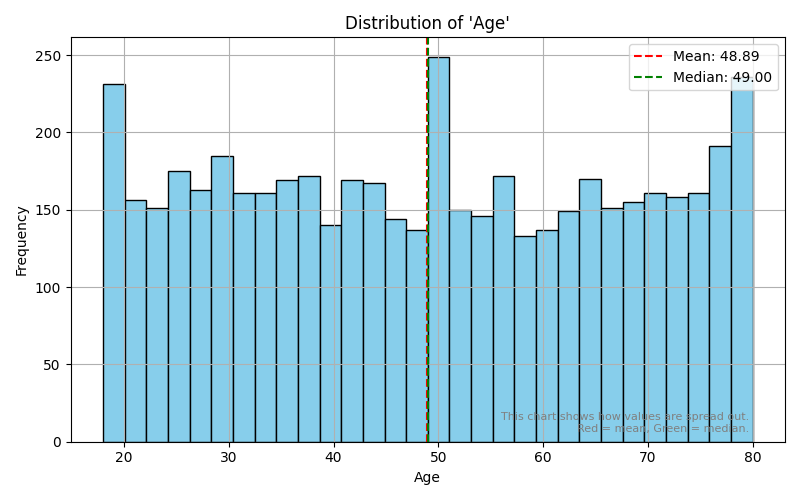 Distribution of 'Age'
Mean: 48.89
Median: 49.00
Frequency
250
200
150
100
50
0
This chart shows how values are spread out.
Red = mean, Green = median.
20 30 40 50 60 70 80
Age